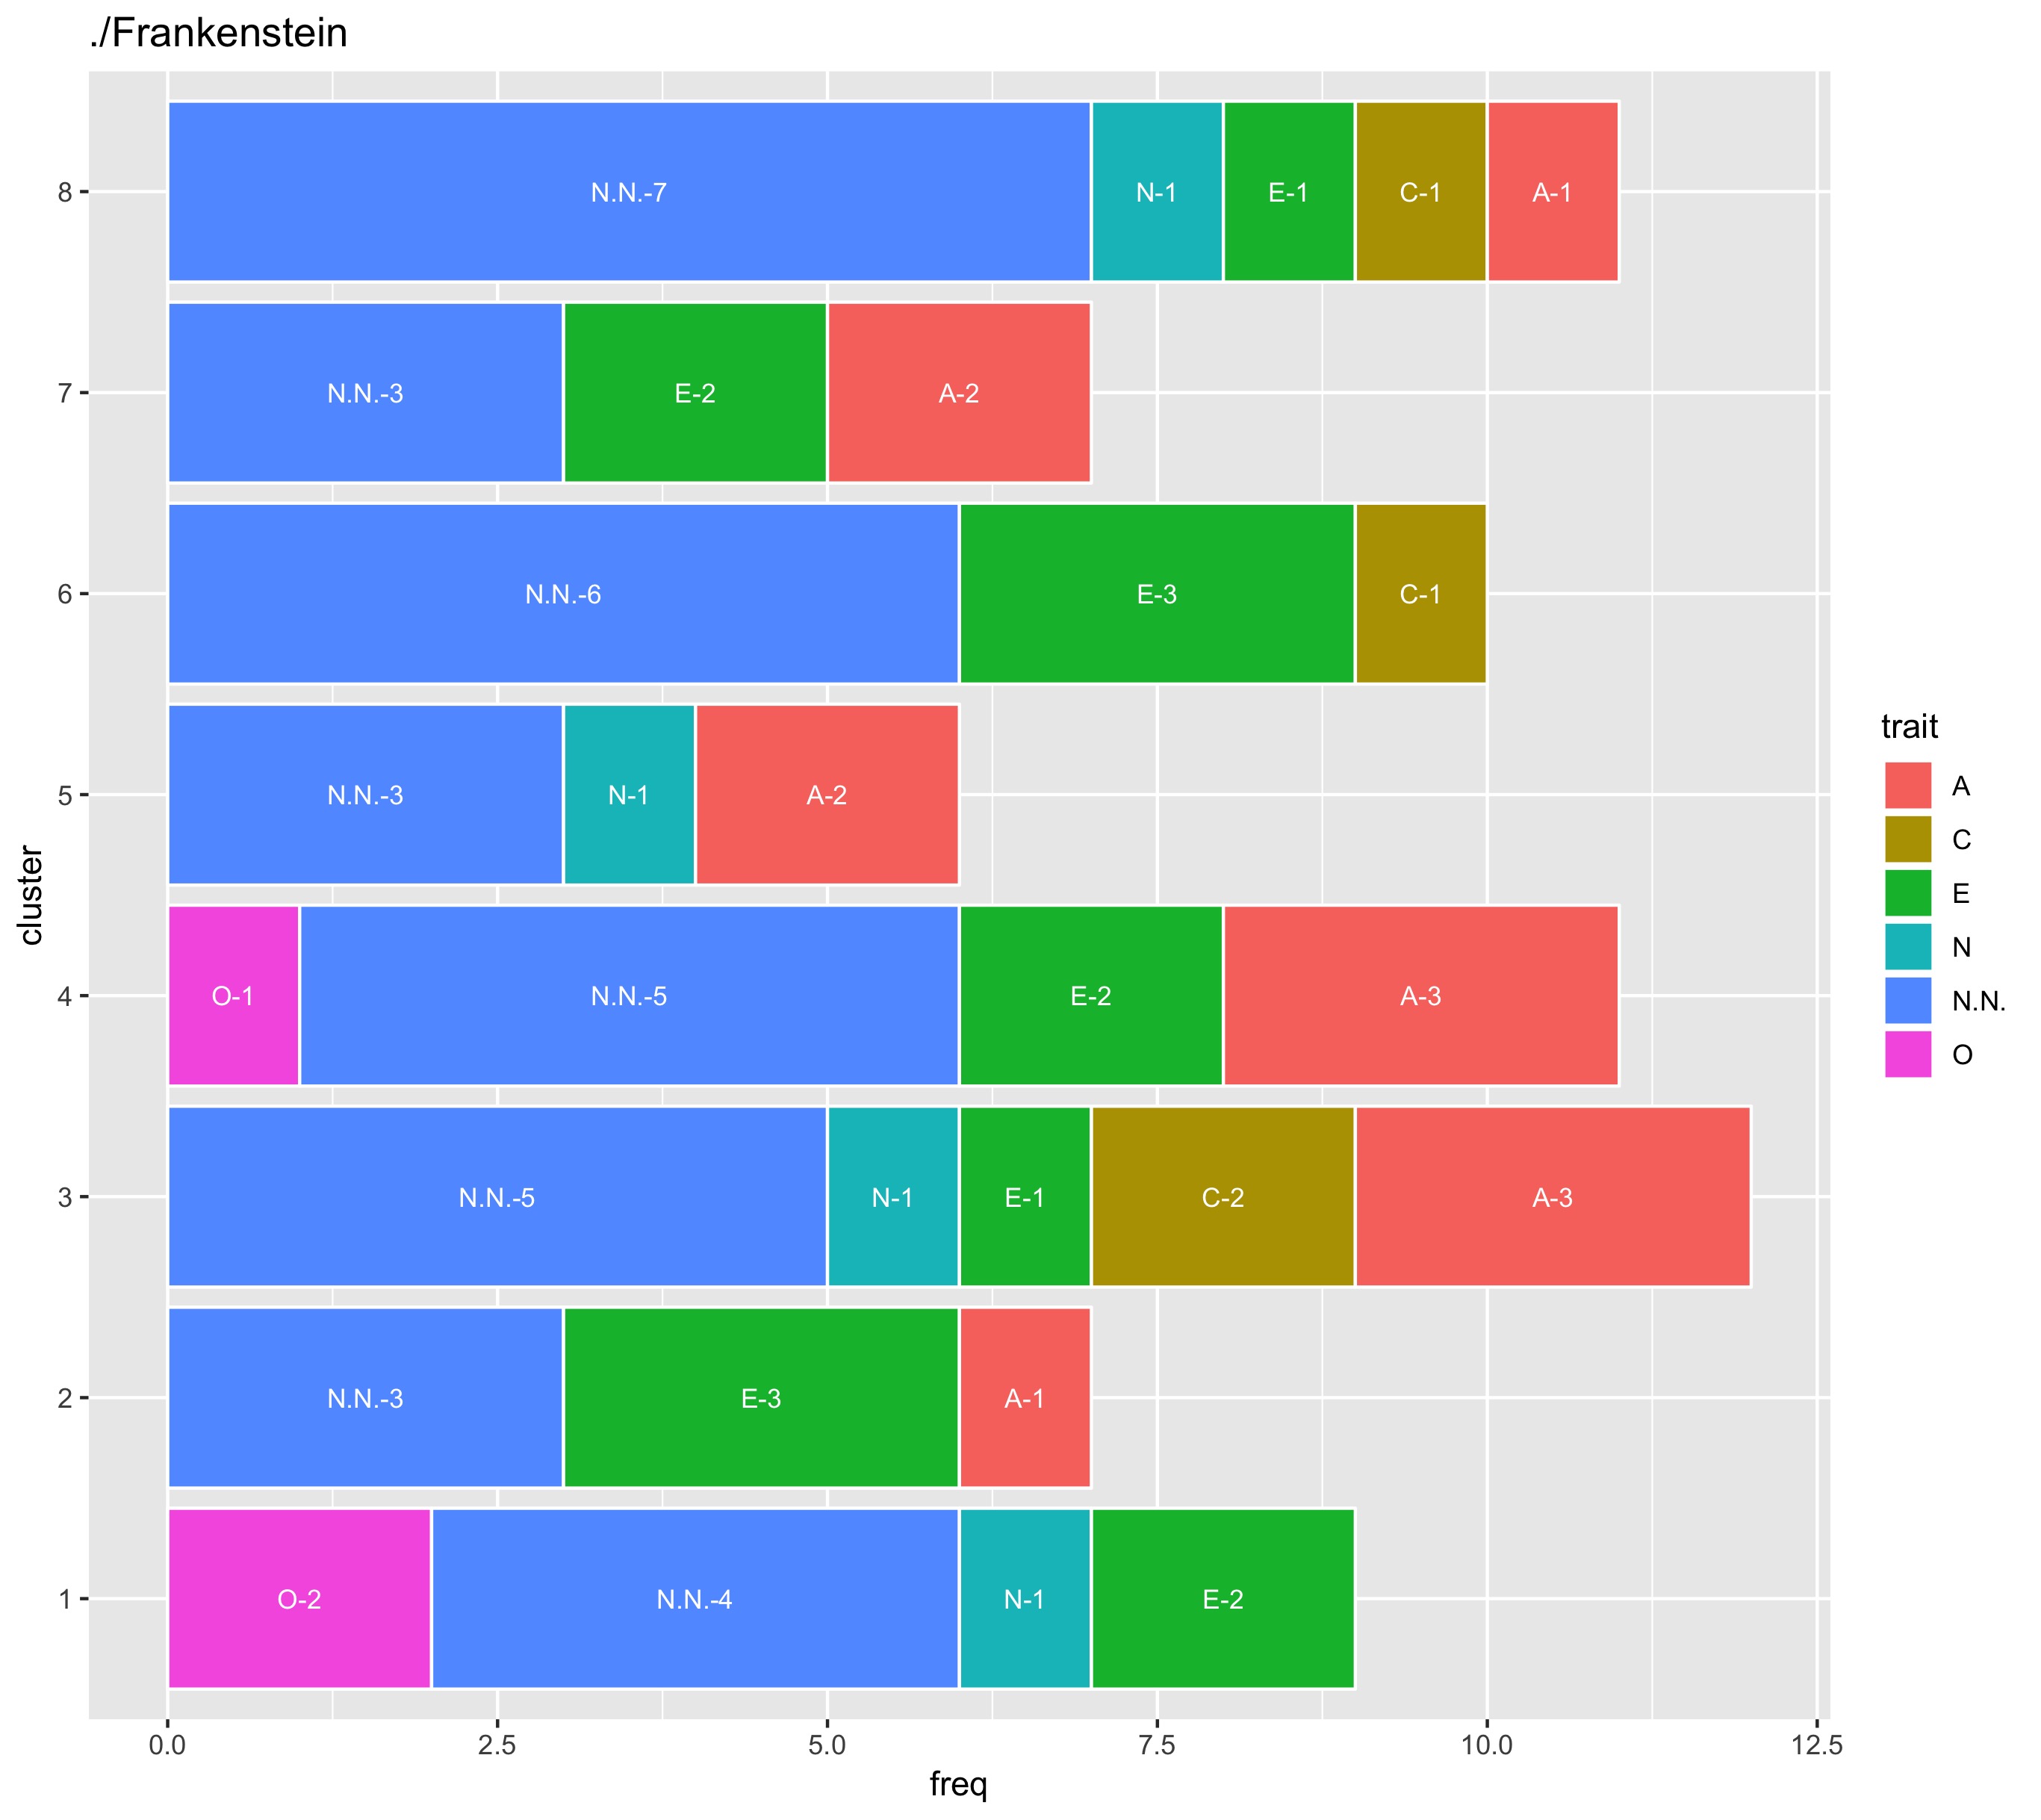 ./Frankenstein
8
N.N.-7 N-1 E-1 C-1 A-1
7
N.N.-3 E-2 A-2
6
N.N.-6 E-3 C-1
5
N.N.-3 N-1 A-2
4
O-1 N.N.-5 E-2 A-3
3
N.N.-5 N-1 E-1 C-2 A-3
2
N.N.-3 E-3 A-1
1
O-2 N.N.-4 N-1 E-2
cluster
0.0 2.5 5.0 7.5 10.0 12.5
freq
trait
A
C
E
N
N.N.
O